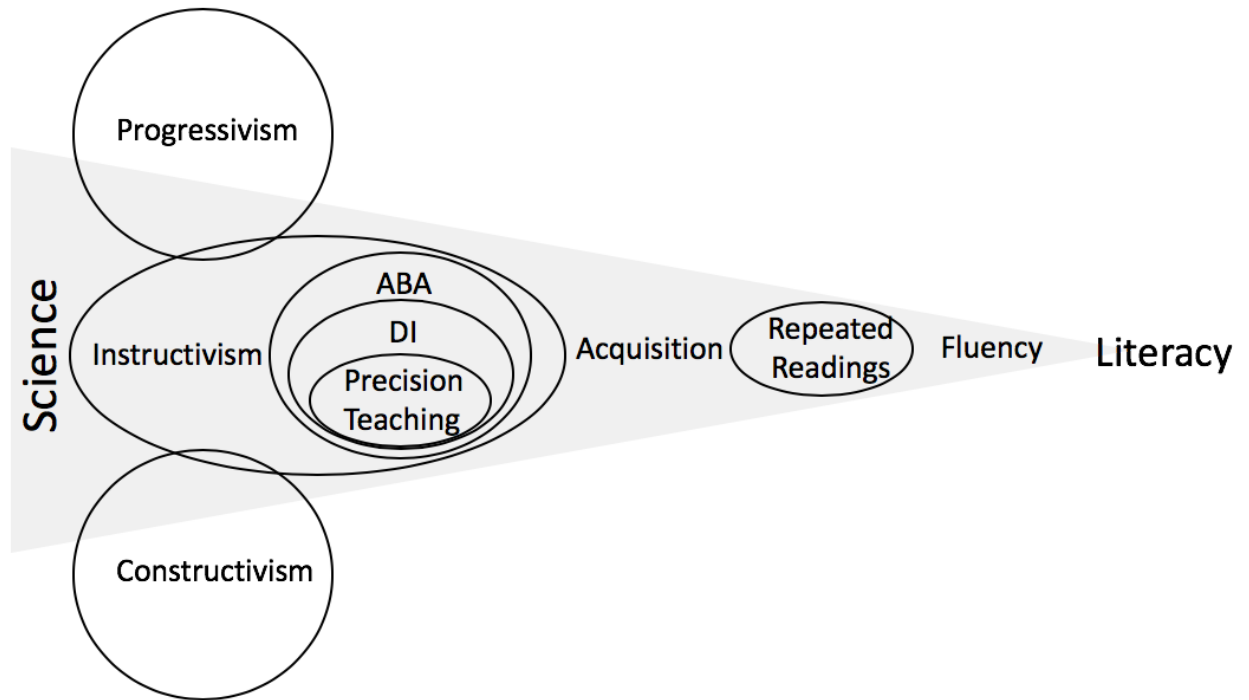 Progressivism
Science
Instructivism
ABA
DI
Precision
Teaching
Acquisition
Repeated
Readings
Fluency
Literacy
Constructivism